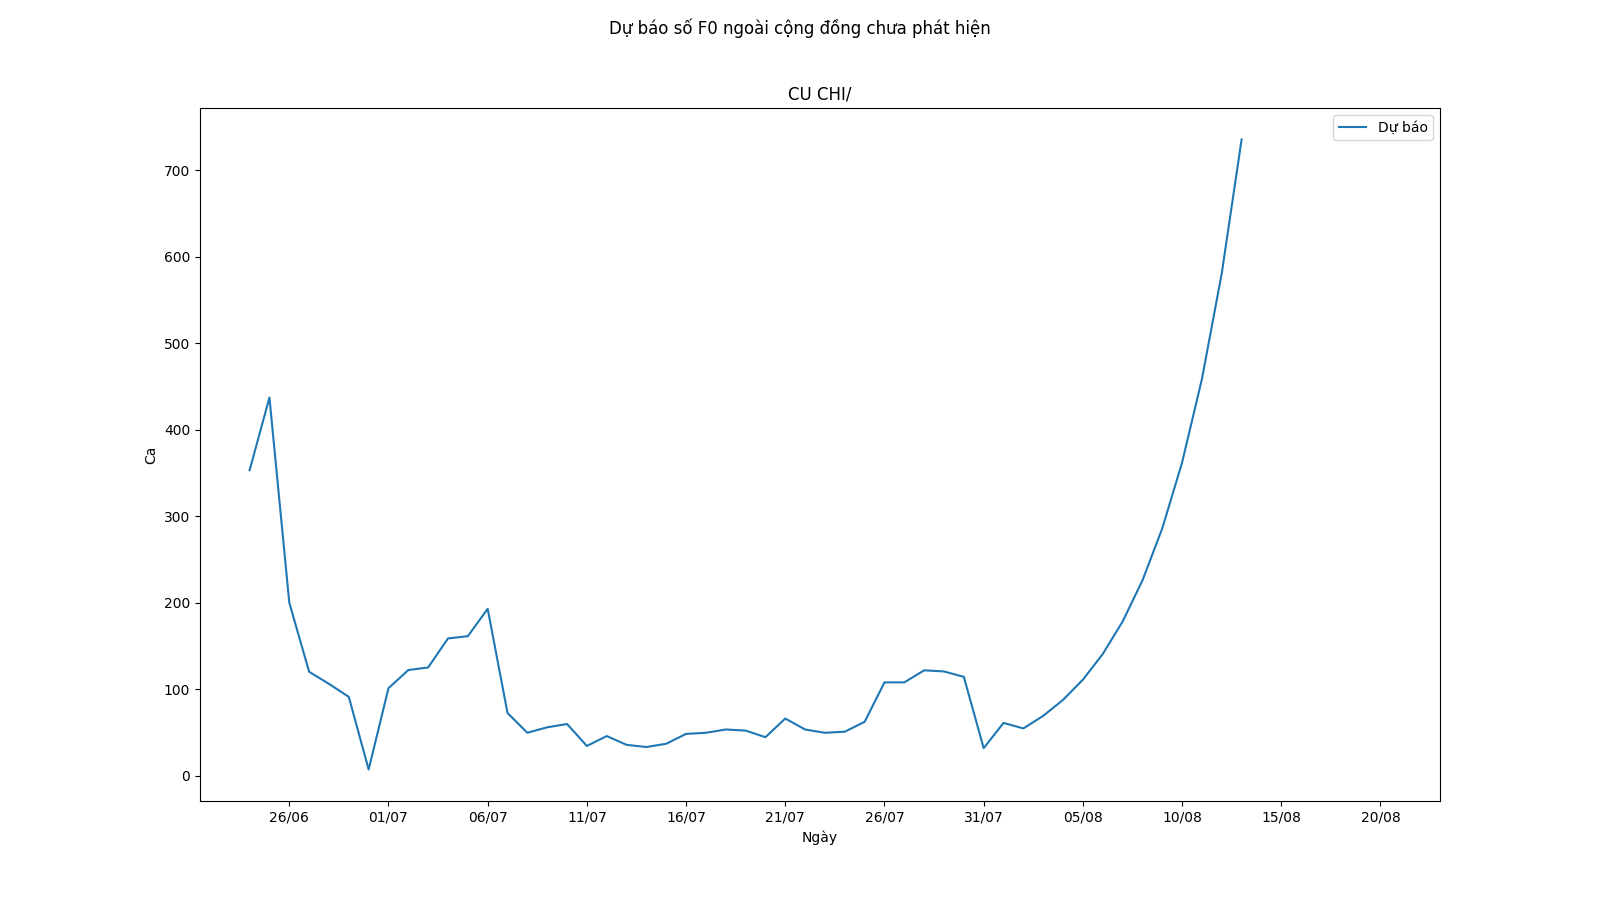 Dự báo số F0 ngoài cộng đồng chưa phát hiện
CU CHI/
Dự báo
700
600
500
400
300
200
100
0
Ca
26/06 01/07 06/07 11/07 16/07 21/07 26/07 31/07 05/08 10/08 15/08 20/08
Ngày